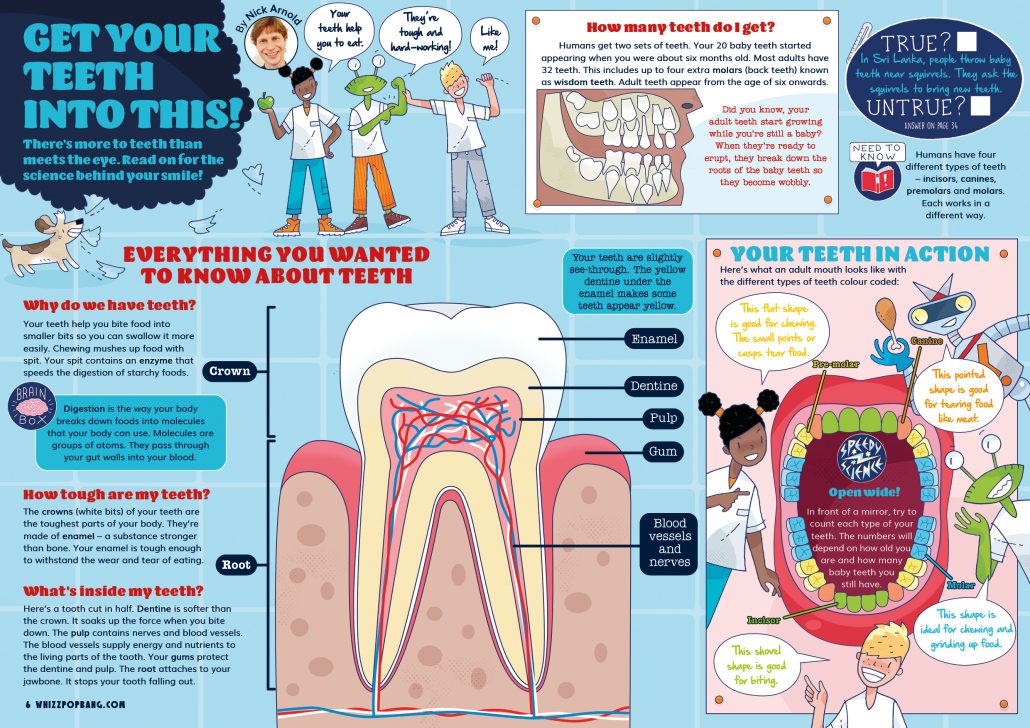 GET YOUR
TEETH
INTO THIS!
There's more to teeth than
meets the eye. Read on for the
science behind your smile!
By Nick Arnold
Your
teeth help
you to eat.
They're
tough and
hard-working!
Like
me!
How many teeth do I get?
Humans get two sets of teeth. Your 20 baby teeth started
appearing when you were about six months old. Most adults have
32 teeth. This includes up to four extra molars (back teeth) known
as wisdom teeth. Adult teeth appear from the age of six onwards.
Did you know, your
adult teeth start growing
while you're still a baby?
When they're ready to
erupt, they break down the
roots of the baby teeth so
they become wobbly.
TRUE?
In Sri Lanka, people throw baby
teeth near squirrels. They ask the
squirrels to bring new teeth.
UNTRUE?
ANSWER ON PAGE 34
NEED TO
KNOW
Humans have four
different types of teeth
– incisors, canines,
premolars and molars.
Each works in a
different way.
EVERYTHING YOU WANTED
TO KNOW ABOUT TEETH
Why do we have teeth?
Your teeth help you bite food into
smaller bits so you can swallow it more
easily. Chewing mushes up food with
spit. Your spit contains an enzyme that
speeds the digestion of starchy foods.
BRAIN
BOX
Digestion is the way your body
breaks down foods into molecules
that your body can use. Molecules are
groups of atoms. They pass through
your gut walls into your blood.
How tough are my teeth?
The crowns (white bits) of your teeth are
the toughest parts of your body. They're
made of enamel – a substance stronger
than bone. Your enamel is tough enough
to withstand the wear and tear of eating.
What's inside my teeth?
Here's a tooth cut in half. Dentine is softer than
the crown. It soaks up the force when you bite
down. The pulp contains nerves and blood vessels.
The blood vessels supply energy and nutrients to
the living parts of the tooth. Your gums protect
the dentine and pulp. The root attaches to your
jawbone. It stops your tooth falling out.
Crown
Root
Your teeth are slightly
see-through. The yellow
dentine under the
enamel makes some
teeth appear yellow.
Enamel
Dentine
Pulp
Gum
Blood
vessels
and
nerves
YOUR TEETH IN ACTION
Here's what an adult mouth looks like with
the different types of teeth colour coded:
This flat shape
is good for chewing.
The small points or
cusps tear food.
Pre-molar
Canine
This pointed
shape is good
for tearing food
like meat.
SPEEDY
SCIENCE
Open wide!
In front of a mirror, try to
count each type of your
teeth. The numbers will
depend on how old you
are and how many
baby teeth you
still have.
Molar
This shape is
ideal for chewing and
grinding up food.
Incisor
This shovel
shape is good
for biting.
6 WHIZZPOPBANG.COM